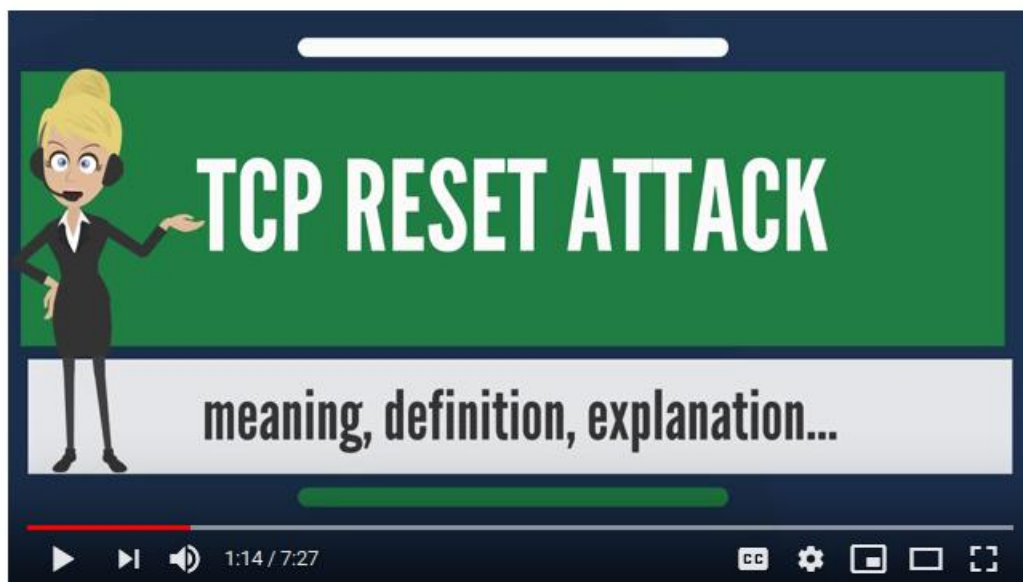 TCP RESET ATTACK
meaning, definition, explanation...
1:14 / 7:27
CC